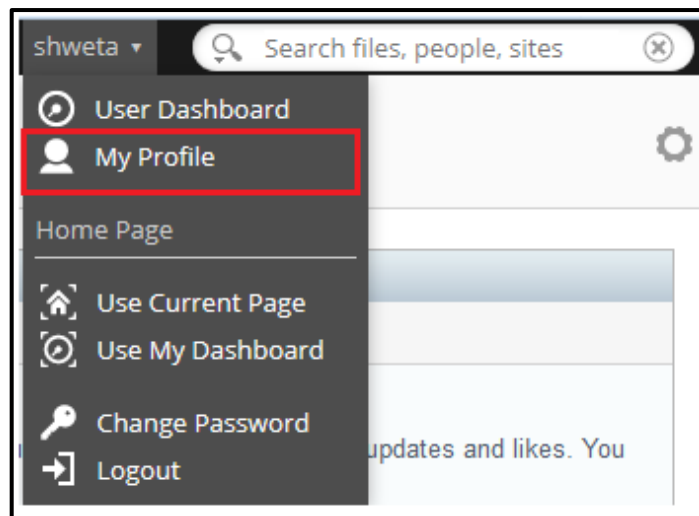 shweta
Search files, people, sites
User Dashboard
My Profile
Home Page
Use Current Page
Use My Dashboard
Change Password
updates and likes. You
Logout